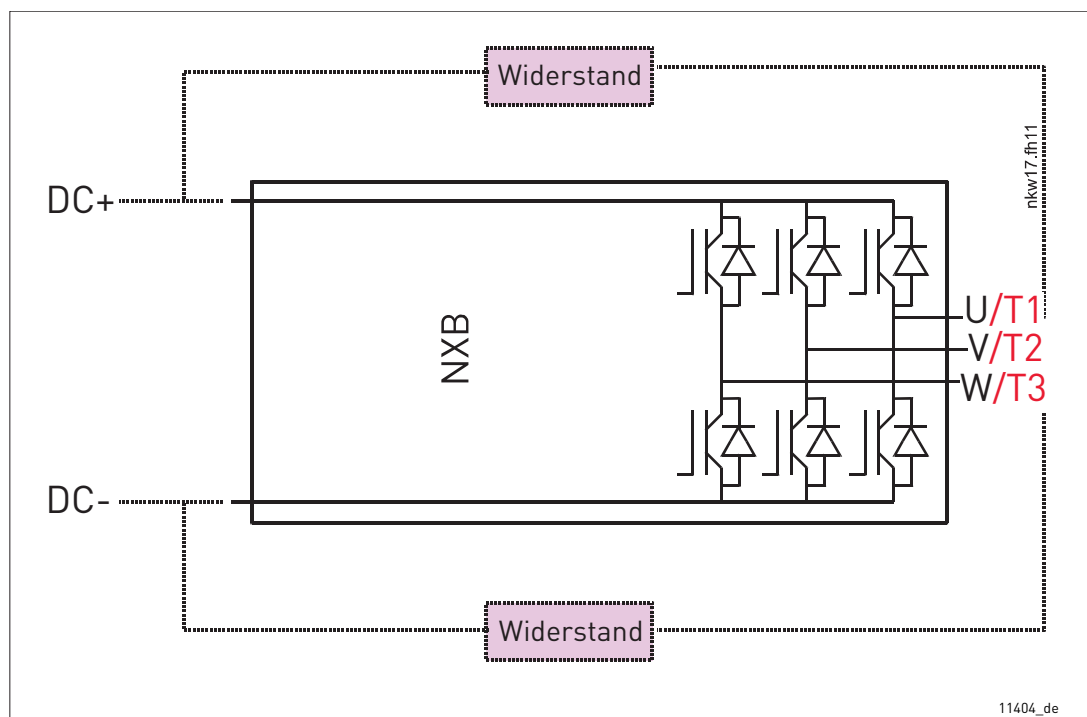 Widerstand
nkw17.fh11
DC+
NXB
U/T1
V/T2
W/T3
DC-
Widerstand
11404_de